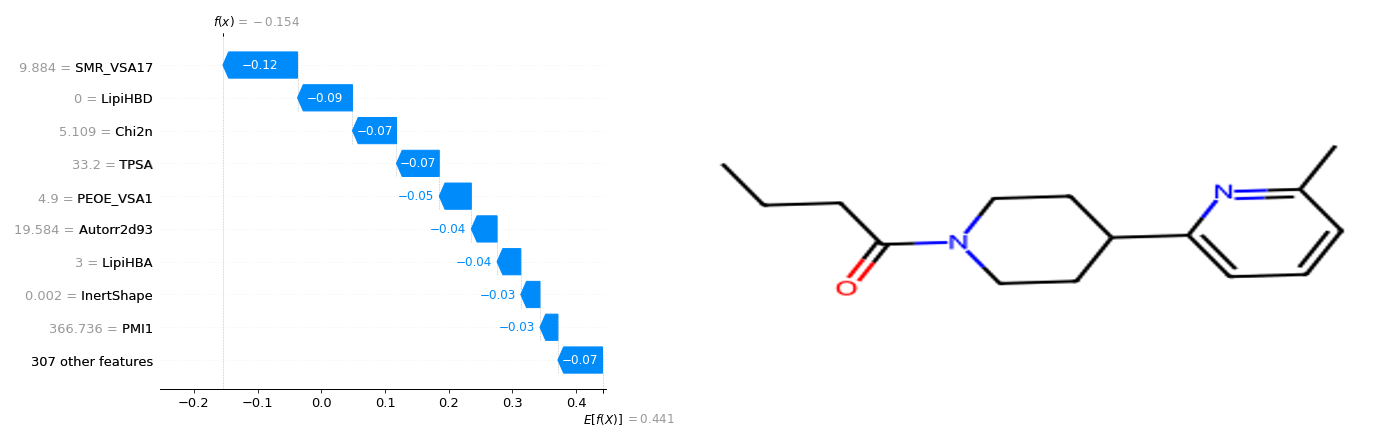 f(x) = −0.154
9.884 = SMR_VSA17
−0.12
0 = LipiHBD
−0.09
5.109 = Chi2n
−0.07
33.2 = TPSA
−0.07
4.9 = PEOE_VSA1
−0.05
19.584 = Autorr2d93
−0.04
3 = LipiHBA
−0.04
0.002 = InertShape
−0.03
366.736 = PMI1
−0.03
307 other features
−0.07
−0.2 −0.1 0.0 0.1 0.2 0.3 0.4
E[f(X)] = 0.441
N
N
O